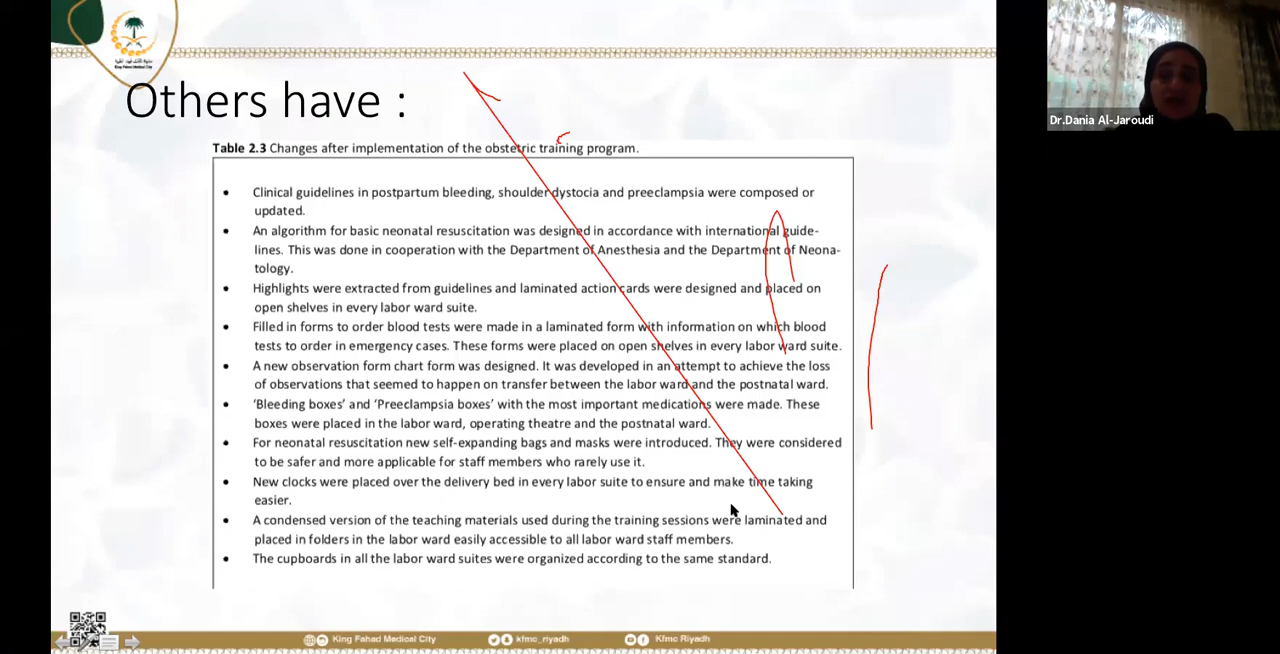 King Fahad Medical City
Dr.Dania Al-Jaroudi
Others have :
Table 2.3 Changes after implementation of the obstetric training program.
• Clinical guidelines in postpartum bleeding, shoulder dystocia and preeclampsia were composed or
updated.
• An algorithm for basic neonatal resuscitation was designed in accordance with international guide-
lines. This was done in cooperation with the Department of Anesthesia and the Department of Neona-
tology.
• Highlights were extracted from guidelines and laminated action cards were designed and placed on
open shelves in every labor ward suite.
• Filled in forms to order blood tests were made in a laminated form with information on which blood
tests to order in emergency cases. These forms were placed on open shelves in every labor ward suite.
• A new observation form chart form was designed. It was developed in an attempt to achieve the loss
of observations that seemed to happen on transfer between the labor ward and the postnatal ward.
• ‘Bleeding boxes’ and ‘Preeclampsia boxes’ with the most important medications were made. These
boxes were placed in the labor ward, operating theatre and the postnatal ward.
• For neonatal resuscitation new self-expanding bags and masks were introduced. They were considered
to be safer and more applicable for staff members who rarely use it.
• New clocks were placed over the delivery bed in every labor suite to ensure and make time taking
easier.
• A condensed version of the teaching materials used during the training sessions were laminated and
placed in folders in the labor ward easily accessible to all labor ward staff members.
• The cupboards in all the labor ward suites were organized according to the same standard.
King Fahad Medical City
kfmc_riyadh
Kfmc Riyadh